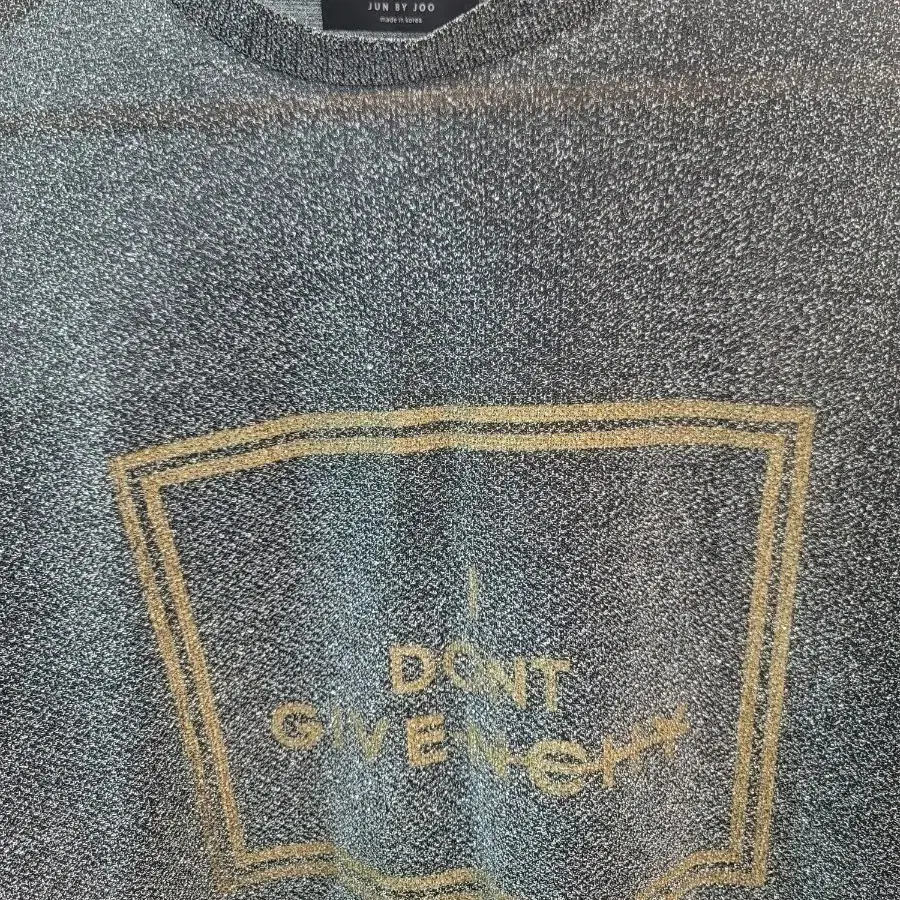 JUN BY JOO
made in korea
I
DONT
GIVENCHY